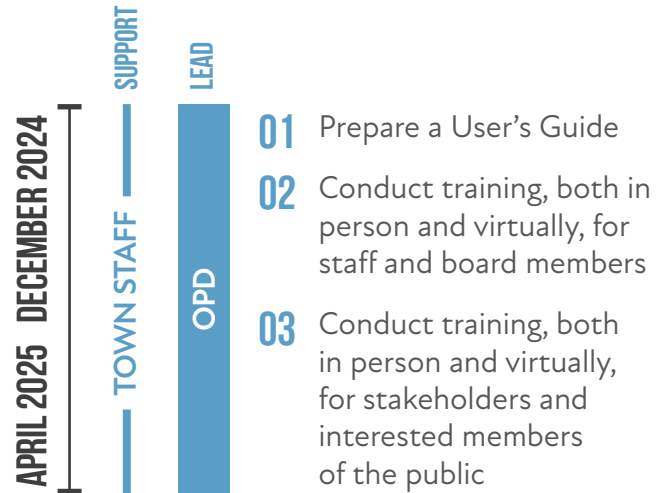 SUPPORT
LEAD
APRIL 2025 DECEMBER 2024
TOWN STAFF
OPD
01 Prepare a User’s Guide
02 Conduct training, both in
person and virtually, for
staff and board members
03 Conduct training, both
in person and virtually,
for stakeholders and
interested members
of the public